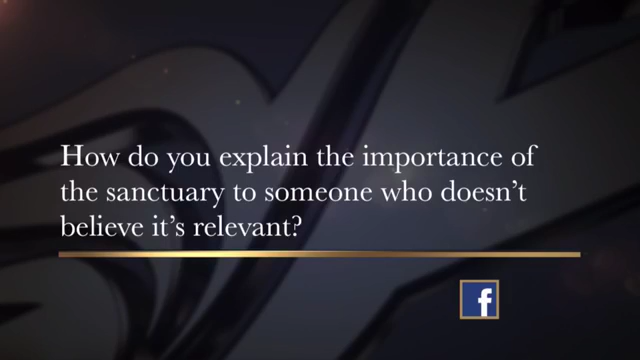 How do you explain the importance of
the sanctuary to someone who doesn't
believe it's relevant?
f